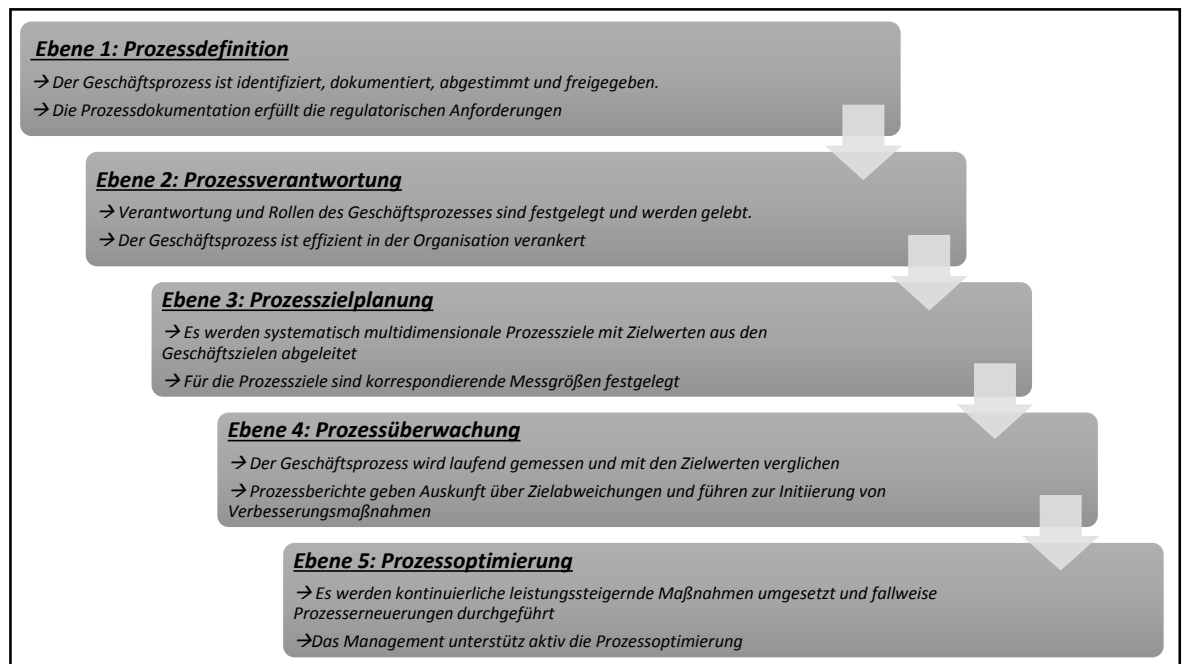 Ebene 1: Prozessdefinition
→ Der Geschäftsprozess ist identifiziert, dokumentiert, abgestimmt und freigegeben.
→ Die Prozessdokumentation erfüllt die regulatorischen Anforderungen
Ebene 2: Prozessverantwortung
→ Verantwortung und Rollen des Geschäftsprozesses sind festgelegt und werden gelebt.
→ Der Geschäftsprozess ist effizient in der Organisation verankert
Ebene 3: Prozesszielplanung
→ Es werden systematisch multidimensionale Prozessziele mit Zielwerten aus den
Geschäftszielen abgeleitet
→ Für die Prozessziele sind korrespondierende Messgrößen festgelegt
Ebene 4: Prozessüberwachung
→ Der Geschäftsprozess wird laufend gemessen und mit den Zielwerten verglichen
→ Prozessberichte geben Auskunft über Zielabweichungen und führen zur Initiierung von
Verbesserungsmaßnahmen
Ebene 5: Prozessoptimierung
→ Es werden kontinuierliche leistungssteigernde Maßnahmen umgesetzt und fallweise
Prozesserneuerungen durchgeführt
→Das Management unterstütz aktiv die Prozessoptimierung